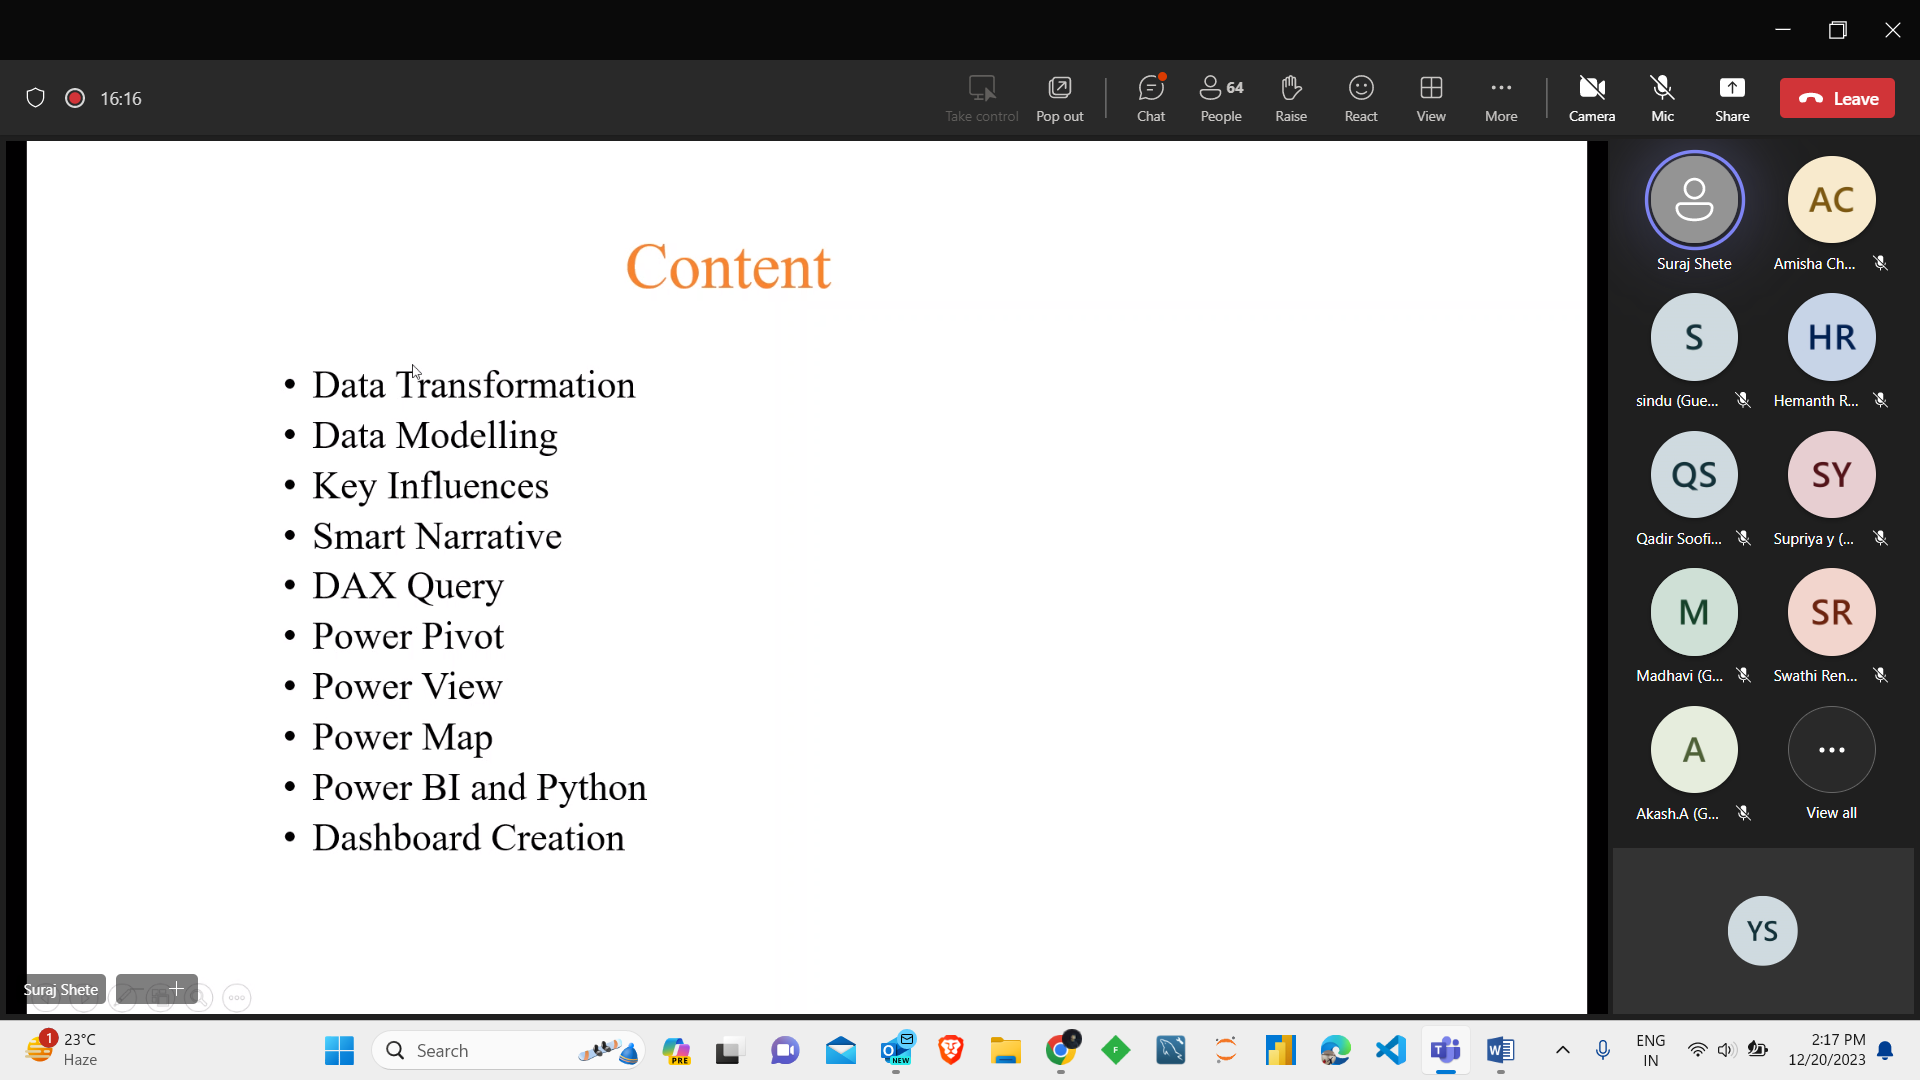 16:16
Take control
Pop out
Chat
64
People
Raise
React
View
More
Camera
Mic
Share
Leave
Content
• Data Transformation
• Data Modelling
• Key Influences
• Smart Narrative
• DAX Query
• Power Pivot
• Power View
• Power Map
• Power BI and Python
• Dashboard Creation
Suraj Shete
Suraj Shete
AC
Amisha Ch...
S
sindu (Gue...
HR
Hemanth R...
QS
Qadir Soofi...
SY
Supriya y (...
M
Madhavi (G...
SR
Swathi Ren...
A
Akash.A (G...
View all
YS
1
23°C
Haze
Search
PRE
NEW
ENG
IN
2:17 PM
12/20/2023